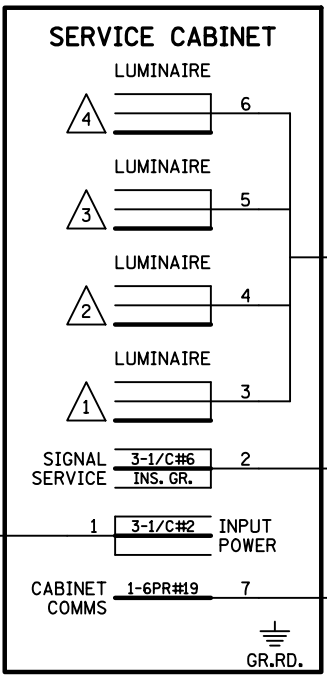 SERVICE CABINET
LUMINAIRE
4
6
LUMINAIRE
3
5
LUMINAIRE
2
4
LUMINAIRE
1
3
SIGNAL SERVICE
3-1/C#6
INS. GR.
2
1
3-1/C#2
INPUT POWER
CABINET COMMS
1-6PR#19
7
GR.RD.